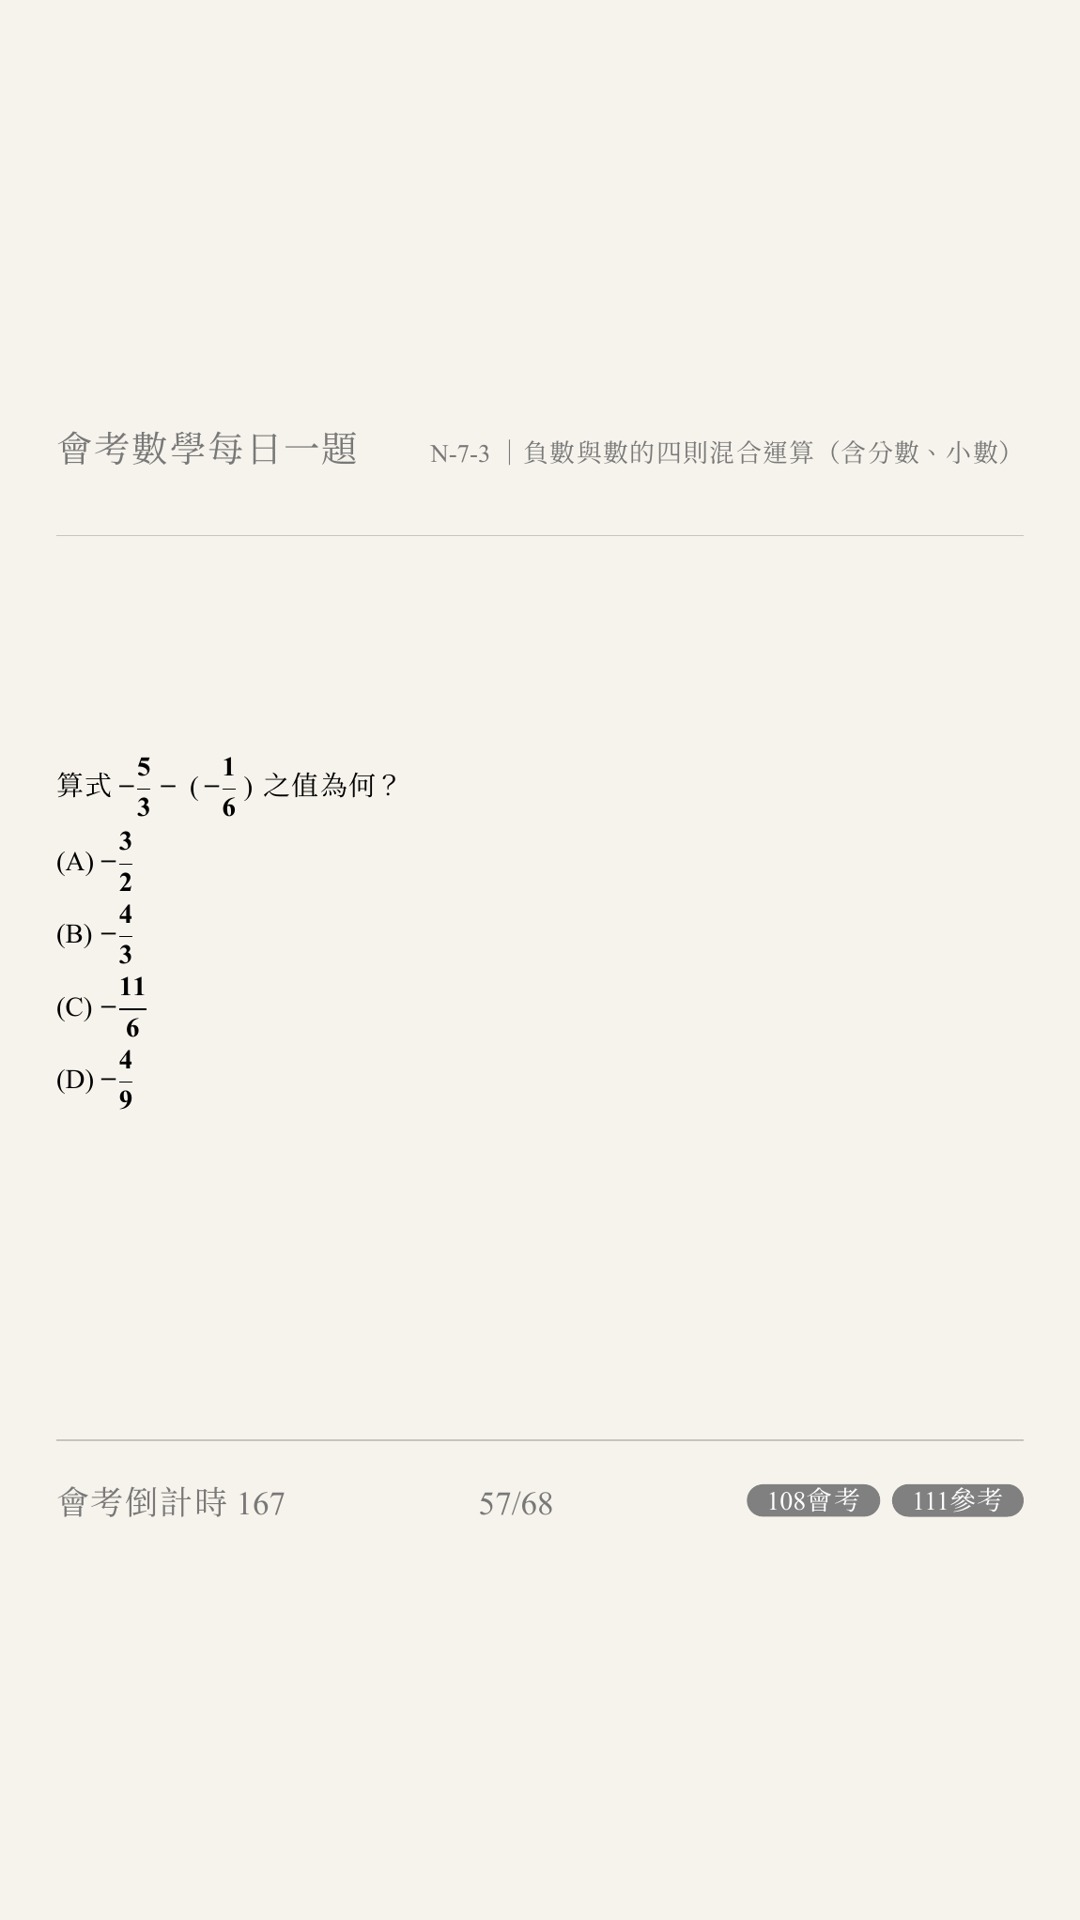 會考數學每日一題
N-7-3｜負數與數的四則混合運算（含分數、小數）
算式 −5/3 − (−1/6) 之值為何？
(A) −3/2
(B) −4/3
(C) −11/6
(D) −4/9
會考倒計時 167
57/68
108會考
111參考